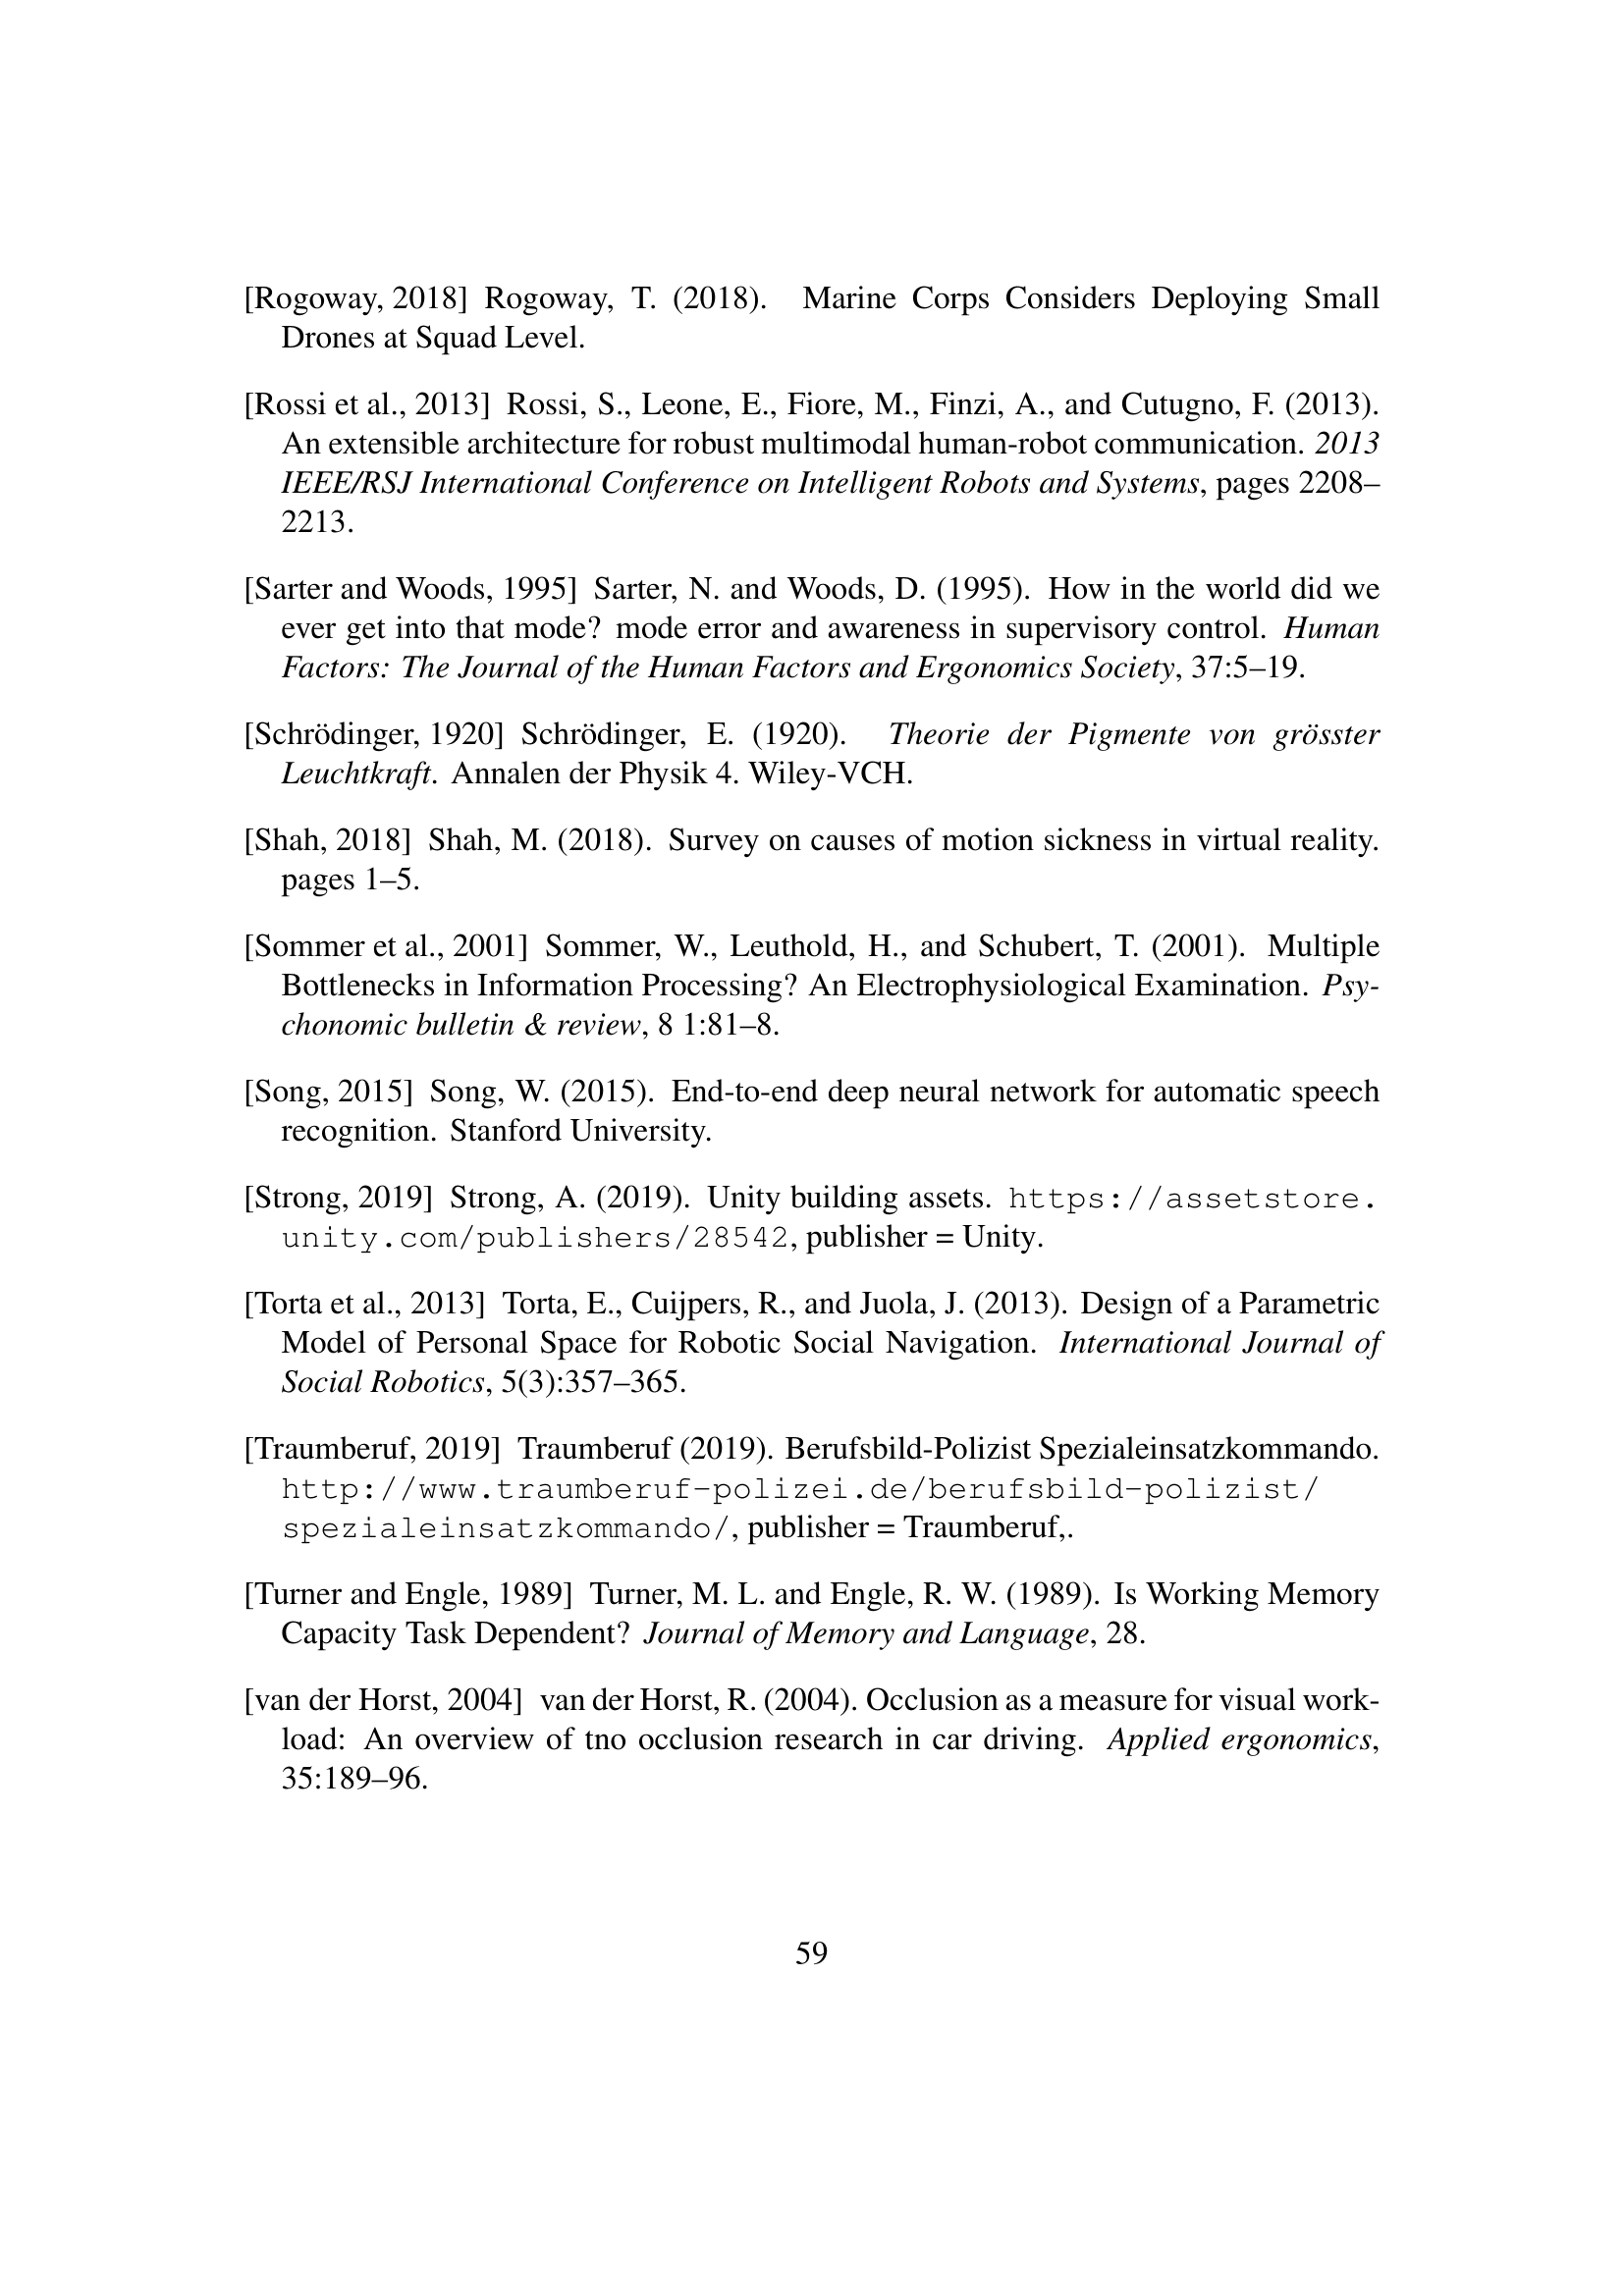 [Rogoway, 2018] Rogoway, T. (2018). Marine Corps Considers Deploying Small
Drones at Squad Level.
[Rossi et al., 2013] Rossi, S., Leone, E., Fiore, M., Finzi, A., and Cutugno, F. (2013).
An extensible architecture for robust multimodal human-robot communication. 2013
IEEE/RSJ International Conference on Intelligent Robots and Systems, pages 2208–
2213.
[Sarter and Woods, 1995] Sarter, N. and Woods, D. (1995). How in the world did we
ever get into that mode? mode error and awareness in supervisory control. Human
Factors: The Journal of the Human Factors and Ergonomics Society, 37:5–19.
[Schrödinger, 1920] Schrödinger, E. (1920). Theorie der Pigmente von grösster
Leuchtkraft. Annalen der Physik 4. Wiley-VCH.
[Shah, 2018] Shah, M. (2018). Survey on causes of motion sickness in virtual reality.
pages 1–5.
[Sommer et al., 2001] Sommer, W., Leuthold, H., and Schubert, T. (2001). Multiple
Bottlenecks in Information Processing? An Electrophysiological Examination. Psy-
chonomic bulletin & review, 8 1:81–8.
[Song, 2015] Song, W. (2015). End-to-end deep neural network for automatic speech
recognition. Stanford University.
[Strong, 2019] Strong, A. (2019). Unity building assets. https://assetstore.
unity.com/publishers/28542, publisher = Unity.
[Torta et al., 2013] Torta, E., Cuijpers, R., and Juola, J. (2013). Design of a Parametric
Model of Personal Space for Robotic Social Navigation. International Journal of
Social Robotics, 5(3):357–365.
[Traumberuf, 2019] Traumberuf (2019). Berufsbild-Polizist Spezialeinsatzkommando.
http://www.traumberuf-polizei.de/berufsbild-polizist/
spezialeinsatzkommando/, publisher = Traumberuf,.
[Turner and Engle, 1989] Turner, M. L. and Engle, R. W. (1989). Is Working Memory
Capacity Task Dependent? Journal of Memory and Language, 28.
[van der Horst, 2004] van der Horst, R. (2004). Occlusion as a measure for visual work-
load: An overview of tno occlusion research in car driving. Applied ergonomics,
35:189–96.
59